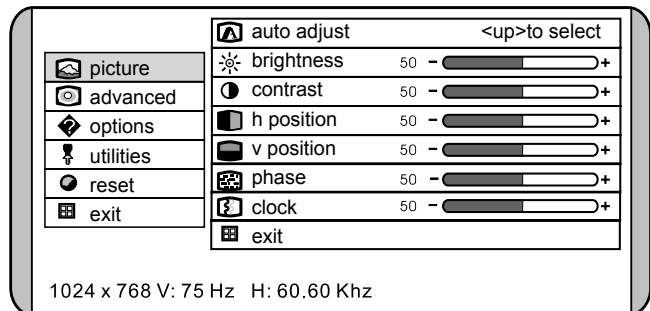 picture
advanced
options
utilities
reset
exit
auto adjust <up>to select
brightness 50 - +
contrast 50 - +
h position 50 - +
v position 50 - +
phase 50 - +
clock 50 - +
exit
1024 x 768 V: 75 Hz H: 60.60 Khz